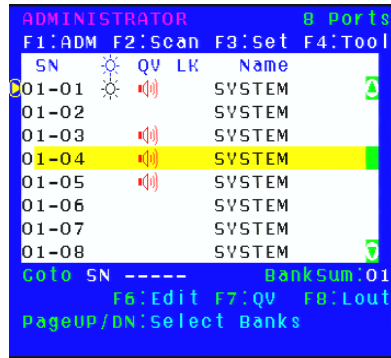 ADMINISTRATOR 8 Ports
F1:ADM F2:Scan F3:Set F4:Tool
SN QV LK Name
01-01 SYSTEM
01-02 SYSTEM
01-03 SYSTEM
01-04 SYSTEM
01-05 SYSTEM
01-06 SYSTEM
01-07 SYSTEM
01-08 SYSTEM
Goto SN ----- BankSum:01
F6:Edit F7:QV F8:Lout
PageUP/DN:Select Banks